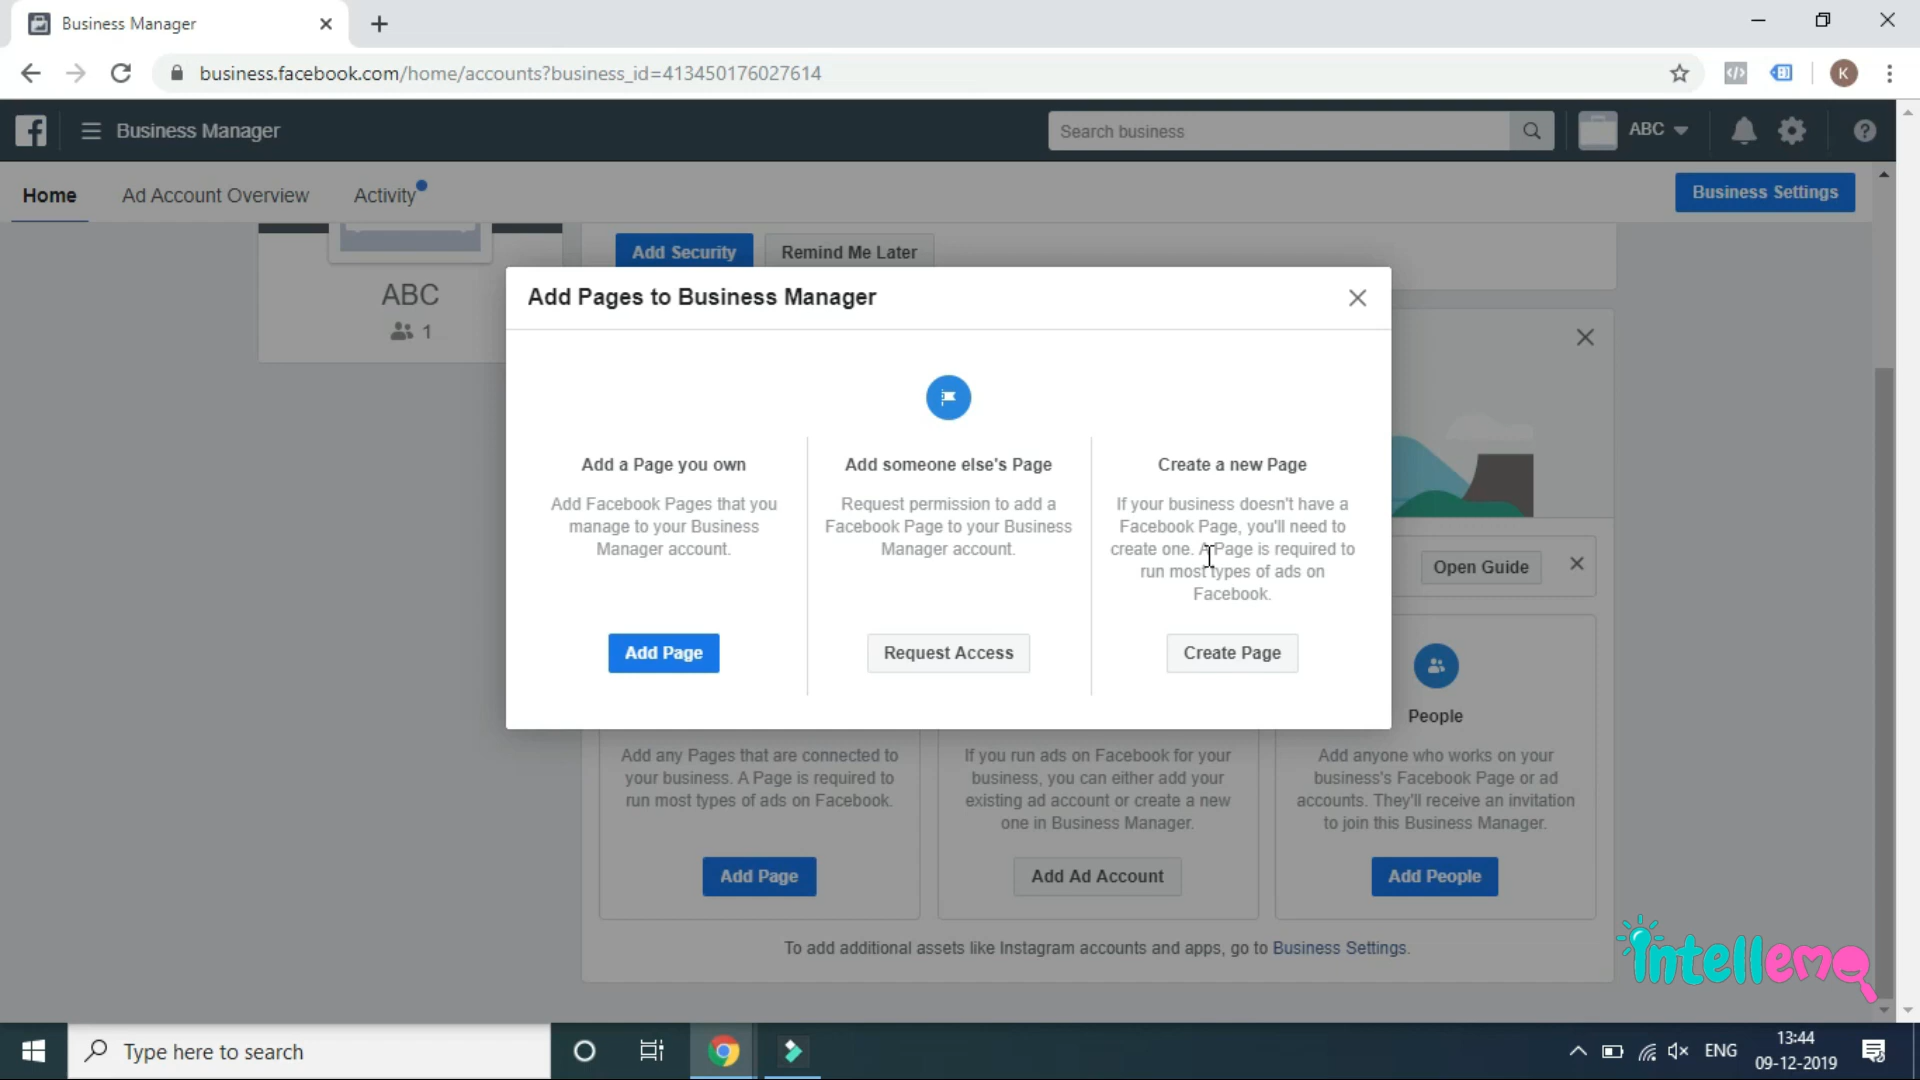 Business Manager
business.facebook.com/home/accounts?business_id=413450176027614
K
Business Manager
Search business
ABC
Home
Ad Account Overview
Activity
Business Settings
Add Security
Remind Me Later
ABC
1
Add Pages to Business Manager
Add a Page you own
Add Facebook Pages that you
manage to your Business
Manager account.
Add Page
Add someone else's Page
Request permission to add a
Facebook Page to your Business
Manager account.
Request Access
Create a new Page
If your business doesn't have a
Facebook Page, you'll need to
create one. A Page is required to
run most types of ads on
Facebook.
Create Page
Open Guide
Add any Pages that are connected to
your business. A Page is required to
run most types of ads on Facebook.
Add Page
If you run ads on Facebook for your
business, you can either add your
existing ad account or create a new
one in Business Manager.
Add Ad Account
People
Add anyone who works on your
business's Facebook Page or ad
accounts. They'll receive an invitation
to join this Business Manager.
Add People
To add additional assets like Instagram accounts and apps, go to Business Settings.
intellemo
Type here to search
ENG
13:44
09-12-2019